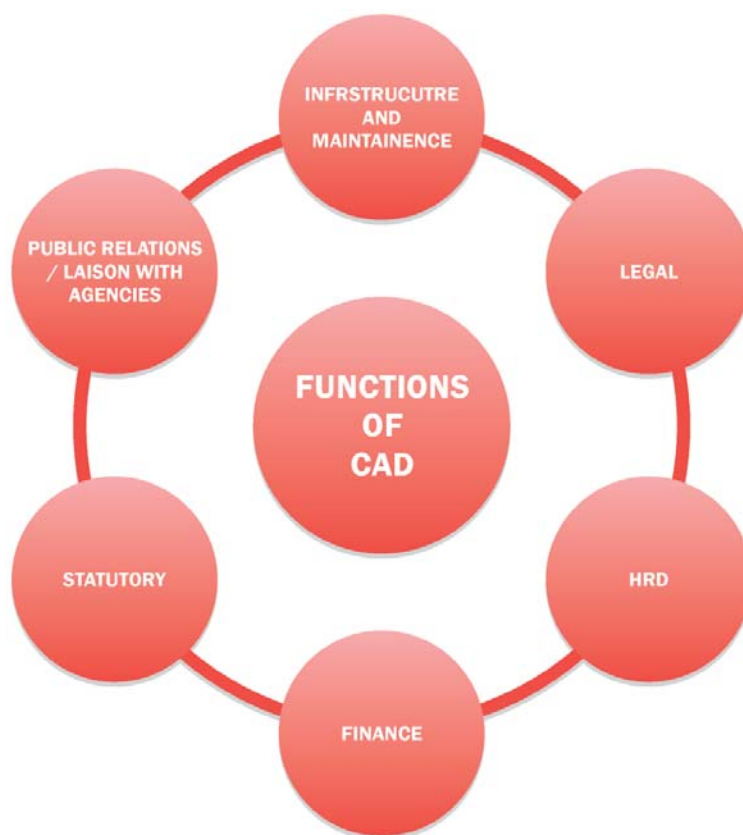 INFRSTRUCUTRE
AND
MAINTAINENCE
PUBLIC RELATIONS
/ LAISON WITH
AGENCIES
LEGAL
FUNCTIONS
OF
CAD
STATUTORY
HRD
FINANCE